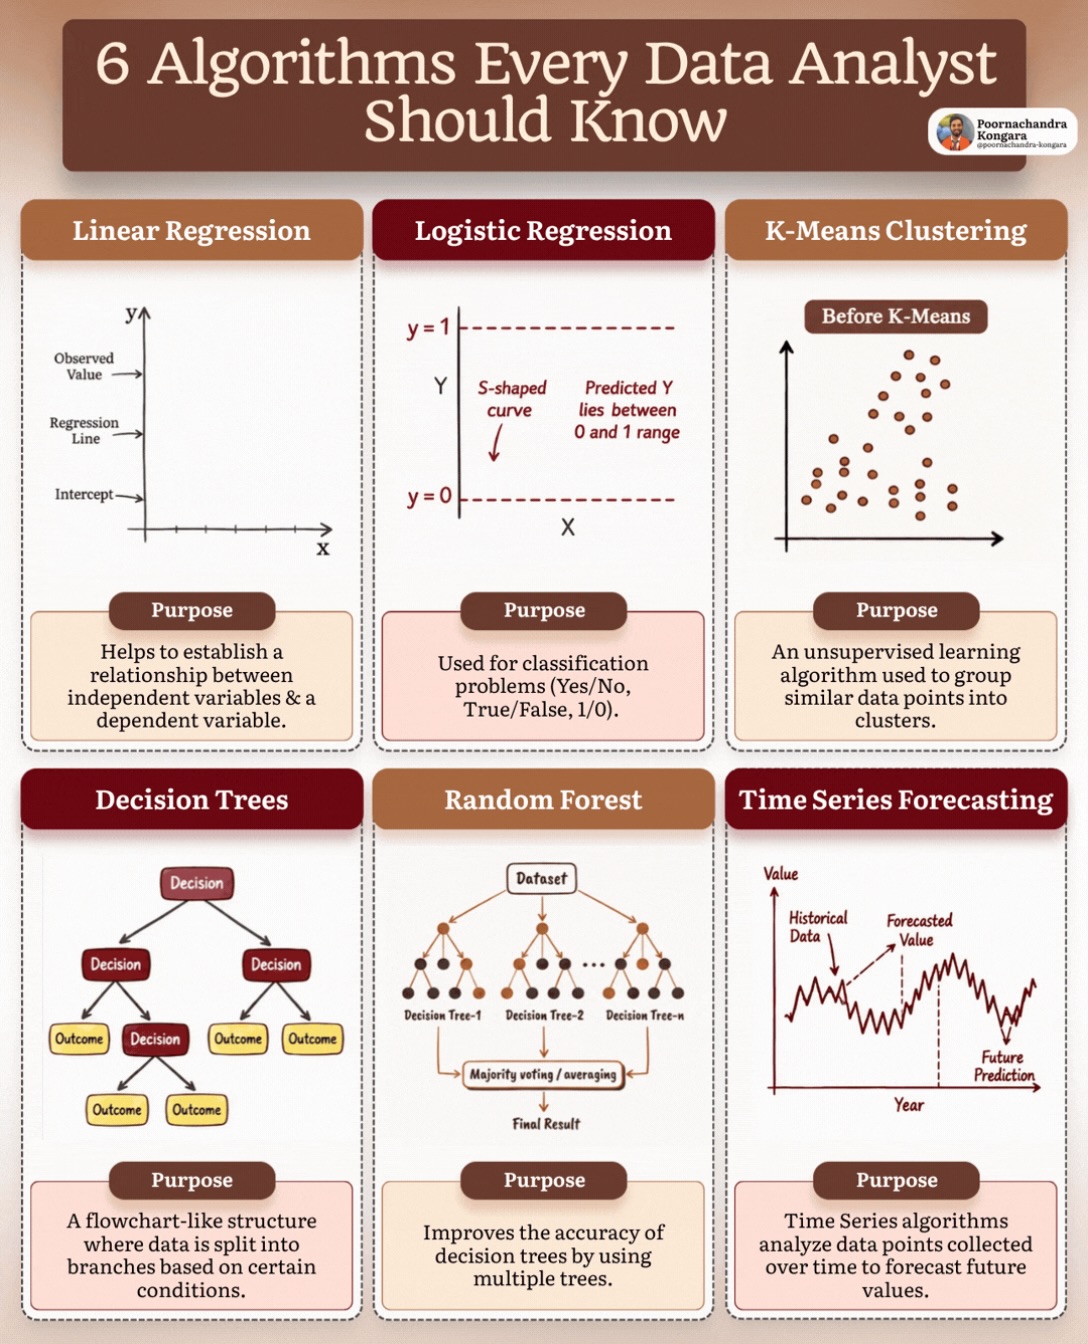 6 Algorithms Every Data Analyst
Should Know
Poornachandra
Kongara
@poornachandra-kongara
Linear Regression
y
Observed
Value
Regression
Line
Intercept
x
Purpose
Helps to establish a
relationship between
independent variables & a
dependent variable.
Logistic Regression
y = 1
Y
S-shaped
curve
Predicted Y
lies between
0 and 1 range
y = 0
X
Purpose
Used for classification
problems (Yes/No,
True/False, 1/0).
K-Means Clustering
Before K-Means
Purpose
An unsupervised learning
algorithm used to group
similar data points into
clusters.
Decision Trees
Decision
Decision
Decision
Outcome
Decision
Outcome
Outcome
Outcome
Outcome
Purpose
A flowchart-like structure
where data is split into
branches based on certain
conditions.
Random Forest
Dataset
...
Decision Tree-1
Decision Tree-2
Decision Tree-n
Majority voting / averaging
Final Result
Purpose
Improves the accuracy of
decision trees by using
multiple trees.
Time Series Forecasting
Value
Historical
Data
Forecasted
Value
Future
Prediction
Year
Purpose
Time Series algorithms
analyze data points collected
over time to forecast future
values.